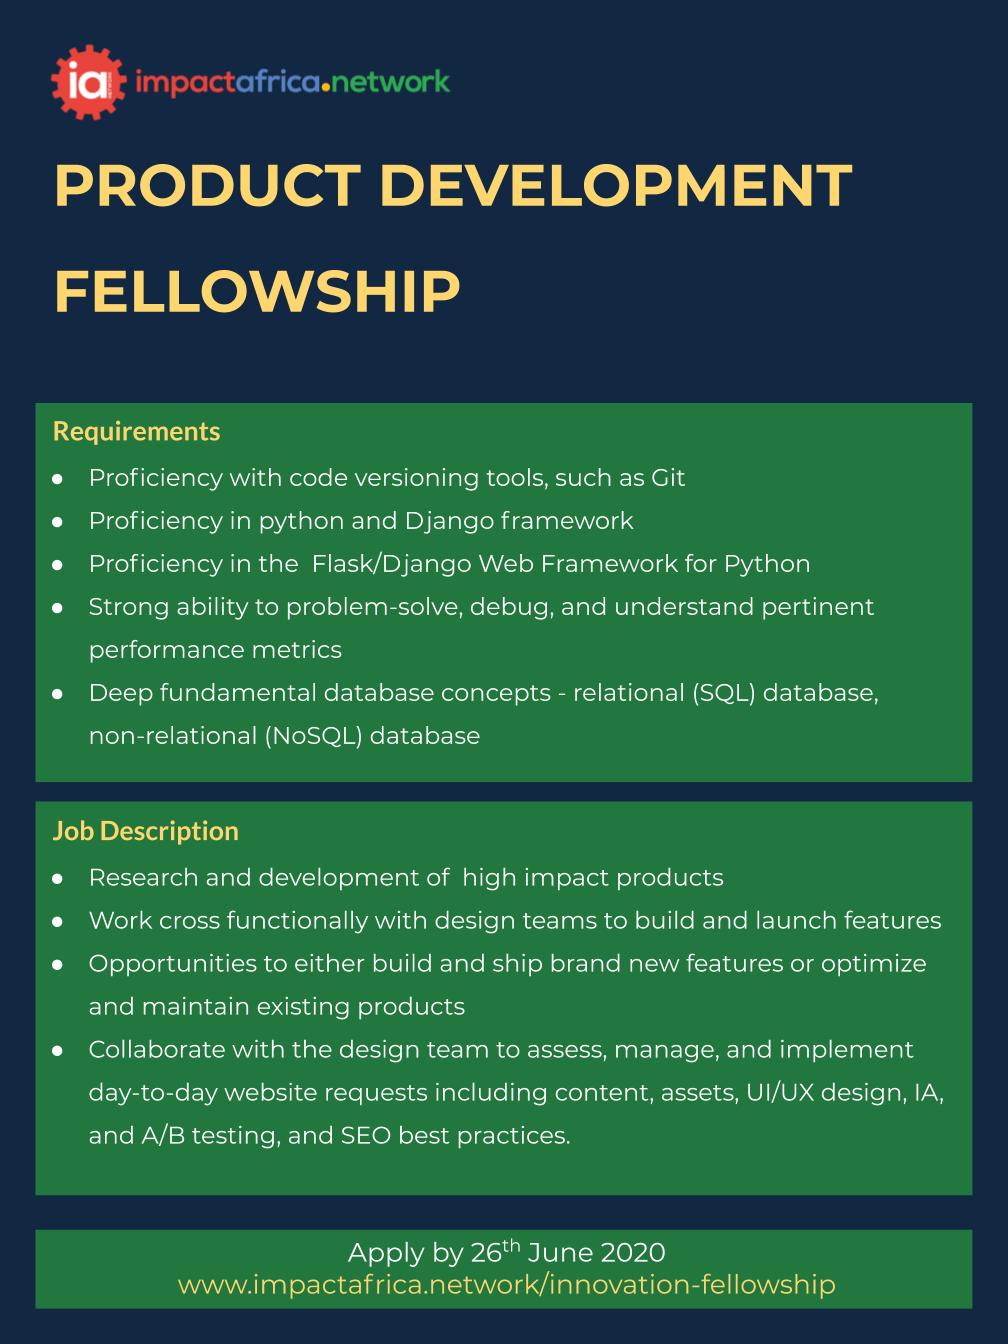 ia NETWORK impactafrica.network
PRODUCT DEVELOPMENT
FELLOWSHIP
Requirements
● Proficiency with code versioning tools, such as Git
● Proficiency in python and Django framework
● Proficiency in the  Flask/Django Web Framework for Python
● Strong ability to problem-solve, debug, and understand pertinent
performance metrics
● Deep fundamental database concepts - relational (SQL) database,
non-relational (NoSQL) database
Job Description
● Research and development of  high impact products
● Work cross functionally with design teams to build and launch features
● Opportunities to either build and ship brand new features or optimize
and maintain existing products
● Collaborate with the design team to assess, manage, and implement
day-to-day website requests including content, assets, UI/UX design, IA,
and A/B testing, and SEO best practices.
Apply by 26th June 2020
www.impactafrica.network/innovation-fellowship